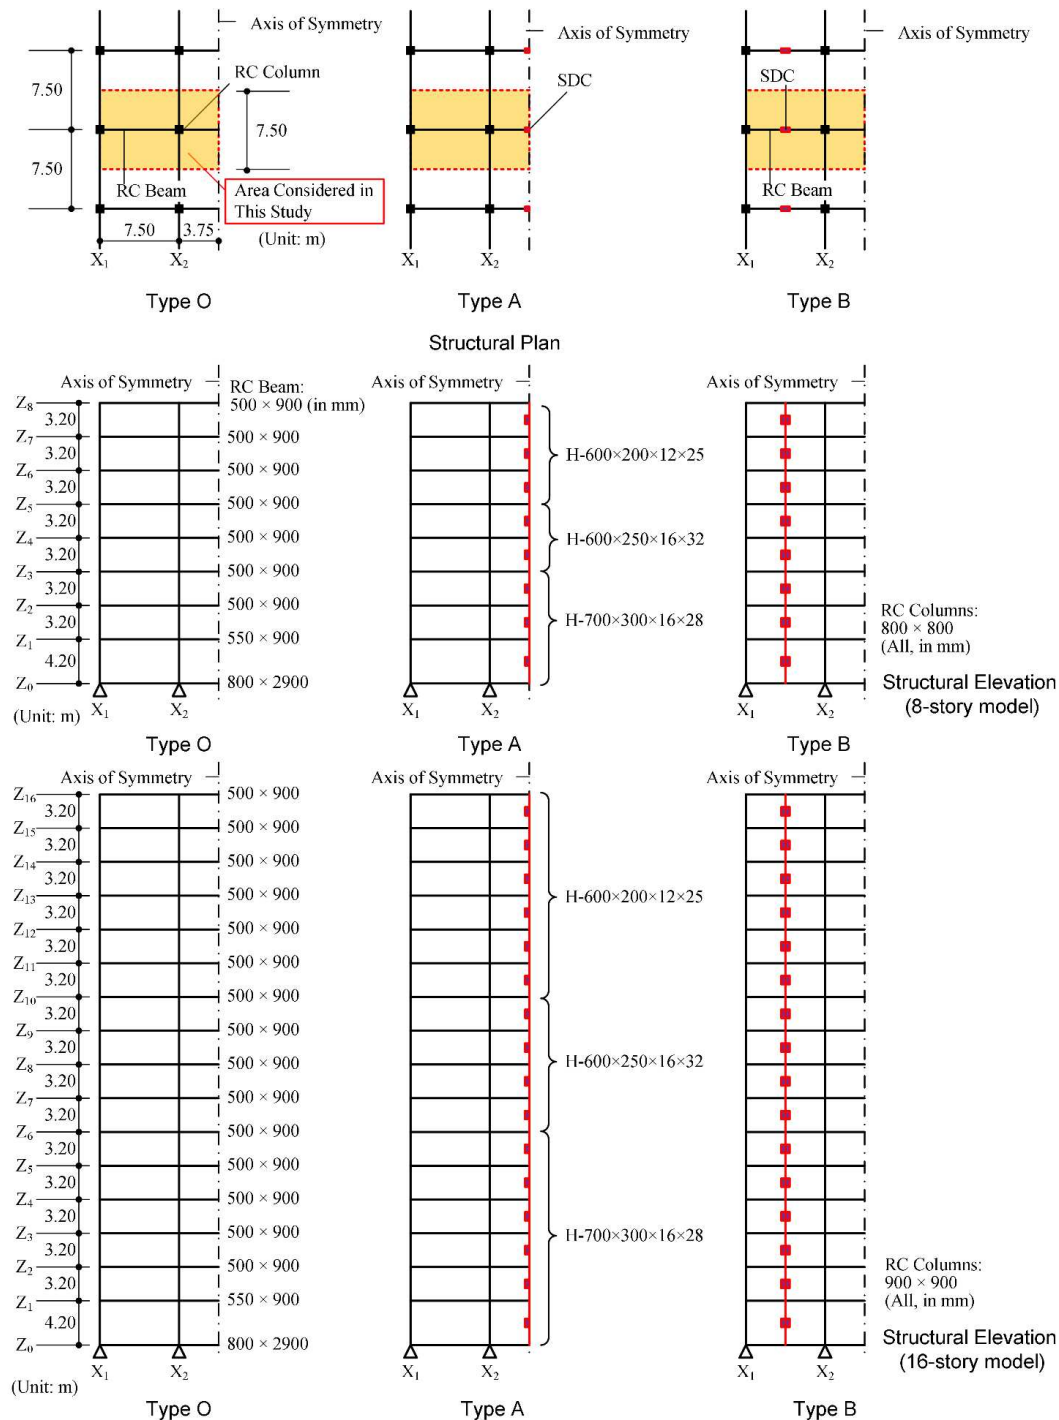 Axis of Symmetry
Axis of Symmetry
Axis of Symmetry
RC Column
SDC
SDC
7.50
7.50
7.50
RC Beam
Area Considered in
This Study
RC Beam
7.50
3.75
(Unit: m)
X₁
X₂
X₁
X₂
X₁
X₂
Type O
Type A
Type B
Structural Plan
Axis of Symmetry
RC Beam:
Axis of Symmetry
Axis of Symmetry
Z₈
500 × 900 (in mm)
3.20
Z₇
500 × 900
3.20
H-600×200×12×25
Z₆
500 × 900
3.20
Z₅
500 × 900
3.20
Z₄
500 × 900
H-600×250×16×32
3.20
Z₃
500 × 900
3.20
Z₂
500 × 900
3.20
H-700×300×16×28
Z₁
550 × 900
4.20
Z₀
800 × 2900
RC Columns:
800 × 800
(All, in mm)
Structural Elevation
(8-story model)
(Unit: m)
X₁
X₂
X₁
X₂
X₁
X₂
Type O
Type A
Type B
Axis of Symmetry
Axis of Symmetry
Axis of Symmetry
Z₁₆
500 × 900
3.20
Z₁₅
500 × 900
3.20
Z₁₄
500 × 900
3.20
Z₁₃
500 × 900
H-600×200×12×25
3.20
Z₁₂
500 × 900
3.20
Z₁₁
500 × 900
3.20
Z₁₀
500 × 900
3.20
Z₉
500 × 900
3.20
Z₈
500 × 900
H-600×250×16×32
3.20
Z₇
500 × 900
3.20
Z₆
500 × 900
3.20
Z₅
500 × 900
3.20
Z₄
500 × 900
3.20
Z₃
500 × 900
H-700×300×16×28
3.20
Z₂
500 × 900
3.20
Z₁
550 × 900
4.20
Z₀
800 × 2900
RC Columns:
900 × 900
(All, in mm)
Structural Elevation
(16-story model)
(Unit: m)
X₁
X₂
X₁
X₂
X₁
X₂
Type O
Type A
Type B